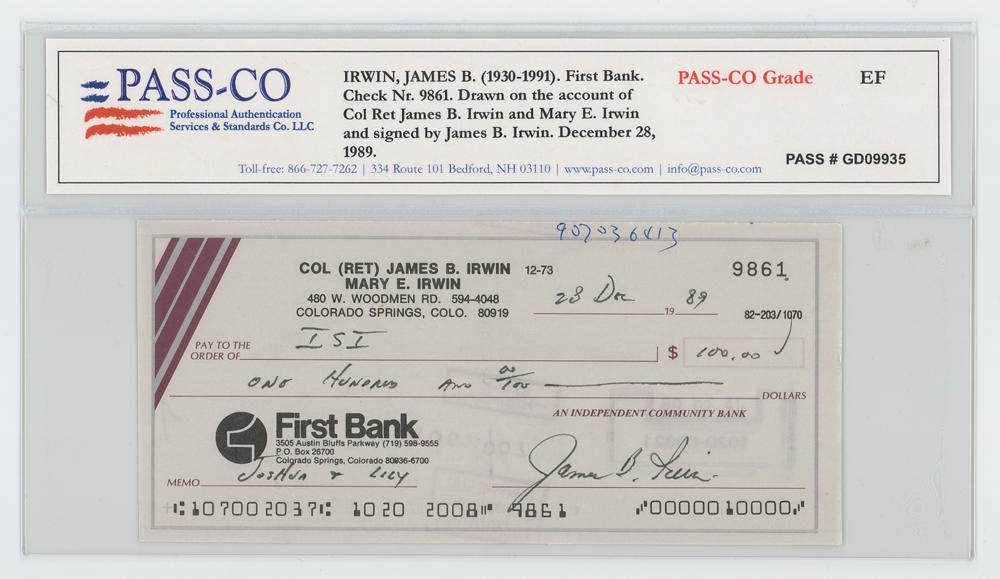 PASS-CO
Professional Authentication
Services & Standards Co. LLC
IRWIN, JAMES B. (1930-1991). First Bank.
Check Nr. 9861. Drawn on the account of
Col Ret James B. Irwin and Mary E. Irwin
and signed by James B. Irwin. December 28,
1989.
PASS-CO Grade EF
PASS # GD09935
Toll-free: 866-727-7262 | 334 Route 101 Bedford, NH 03110 | www.pass-co.com | info@pass-co.com
907036413
COL (RET) JAMES B. IRWIN 12-73
MARY E. IRWIN
480 W. WOODMEN RD. 594-4048
COLORADO SPRINGS, COLO. 80919
9861
28 Dec 19 89
82-203/1070
PAY TO THE
ORDER OF ISI $ 100.00
ONE HUNDRED AND 00/100 DOLLARS
AN INDEPENDENT COMMUNITY BANK
First Bank
3505 Austin Bluffs Parkway (719) 598-9555
P.O. Box 26700
Colorado Springs, Colorado 80936-6700
MEMO JOSHUA & LILY
James B. Irwin
⑆107002037⑆ 1020 2008⑈ 9861 ⑈0000010000⑈